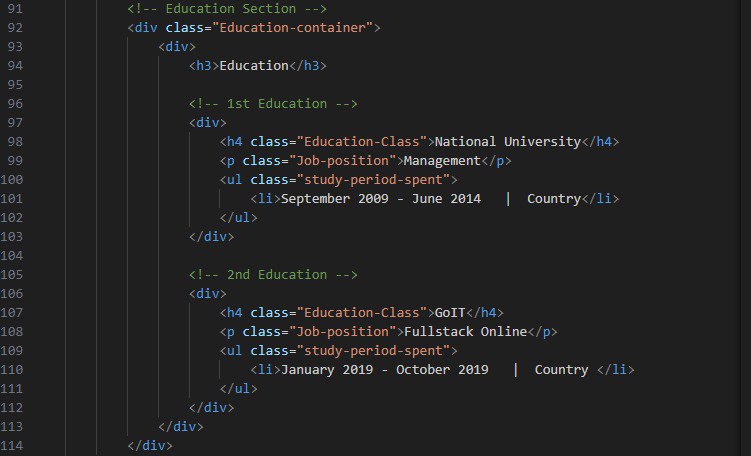 91 <!-- Education Section -->
92 <div class="Education-container">
93 <div>
94 <h3>Education</h3>
95
96 <!-- 1st Education -->
97 <div>
98 <h4 class="Education-Class">National University</h4>
99 <p class="Job-position">Management</p>
100 <ul class="study-period-spent">
101 <li>September 2009 - June 2014   |  Country</li>
102 </ul>
103 </div>
104
105 <!-- 2nd Education -->
106 <div>
107 <h4 class="Education-Class">GoIT</h4>
108 <p class="Job-position">Fullstack Online</p>
109 <ul class="study-period-spent">
110 <li>January 2019 - October 2019   |  Country </li>
111 </ul>
112 </div>
113 </div>
114 </div>